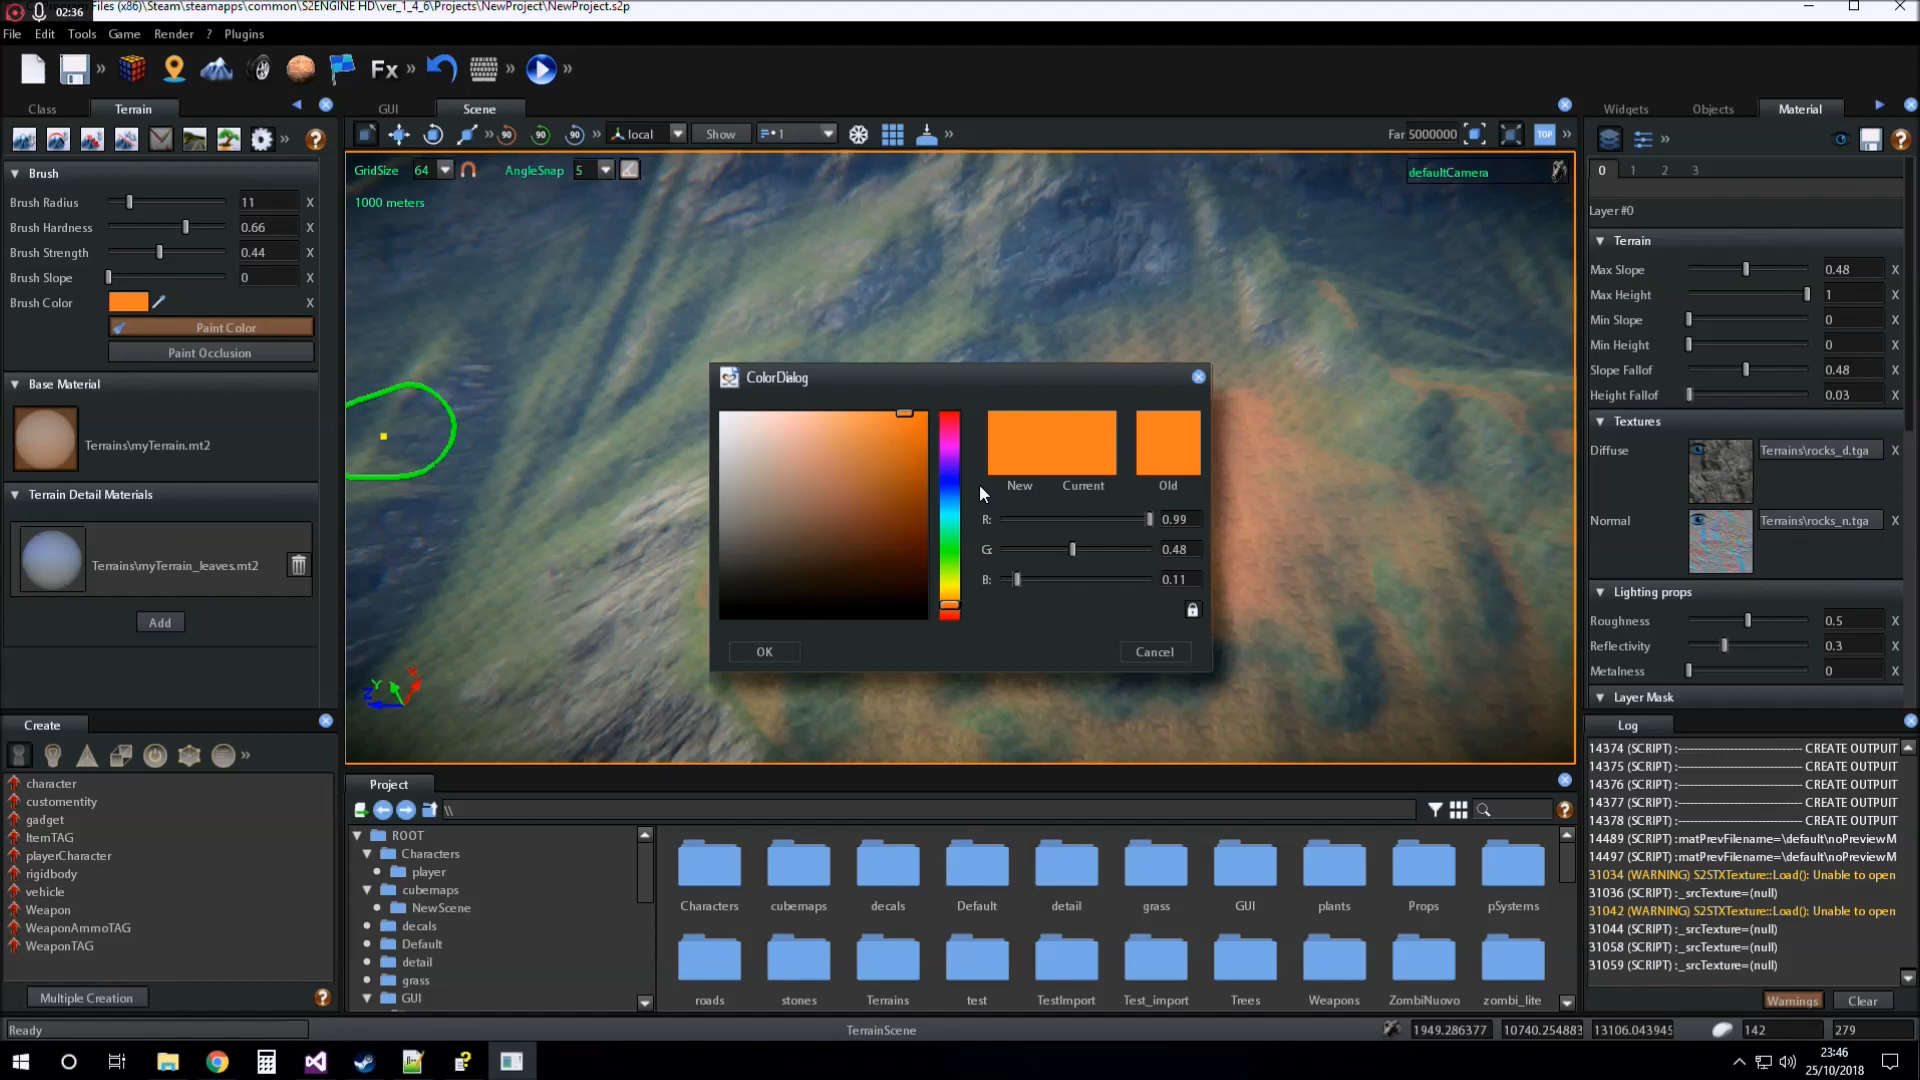 02:36 Files (x86)\Steam\steamapps\common\S2ENGINE HD\ver_1_4_6\Projects\NewProject\NewProject.s2p
File Edit Tools Game Render ? Plugins
Fx
Class Terrain GUI Scene Widgets Objects Material
90 90 90 local Show 1 Far 5000000 TOP
Brush
Brush Radius 11 X
Brush Hardness 0.66 X
Brush Strength 0.44 X
Brush Slope 0 X
Brush Color X
Paint Color
Paint Occlusion
Base Material
Terrains\myTerrain.mt2
Terrain Detail Materials
Terrains\myTerrain_leaves.mt2
Add
GridSize 64 AngleSnap 5 defaultCamera
1000 meters
X
Y
Z
ColorDialog
New Current Old
R: 0.99
G: 0.48
B: 0.11
OK Cancel
0 1 2 3
Layer #0
Terrain
Max Slope 0.48 X
Max Height 1 X
Min Slope 0 X
Min Height 0 X
Slope Fallof 0.48 X
Height Fallof 0.03 X
Textures
Diffuse Terrains\rocks_d.tga X
Normal Terrains\rocks_n.tga X
Lighting props
Roughness 0.5 X
Reflectivity 0.3 X
Metalness 0 X
Layer Mask
Create
character
customentity
gadget
ItemTAG
playerCharacter
rigidbody
vehicle
Weapon
WeaponAmmoTAG
WeaponTAG
Multiple Creation
Project
\\
ROOT
Characters
player
cubemaps
NewScene
decals
Default
detail
grass
GUI
Characters cubemaps decals Default detail grass GUI plants Props pSystems
roads stones Terrains test TestImport Test_import Trees Weapons ZombiNuovo zombi_lite
Log
14374 (SCRIPT) :------------------------------- CREATE OUTPUIT
14375 (SCRIPT) :------------------------------- CREATE OUTPUIT
14376 (SCRIPT) :------------------------------- CREATE OUTPUIT
14377 (SCRIPT) :------------------------------- CREATE OUTPUIT
14378 (SCRIPT) :------------------------------- CREATE OUTPUIT
14489 (SCRIPT) :matPrevFilename=\default\noPreviewM
14497 (SCRIPT) :matPrevFilename=\default\noPreviewM
31034 (WARNING) S2STXTexture::Load(): Unable to open
31036 (SCRIPT) :_srcTexture=(null)
31042 (WARNING) S2STXTexture::Load(): Unable to open
31044 (SCRIPT) :_srcTexture=(null)
31058 (SCRIPT) :_srcTexture=(null)
31059 (SCRIPT) :_srcTexture=(null)
Warnings Clear
Ready TerrainScene 1949.286377 10740.254883 13106.043945 142 279
23:46
25/10/2018